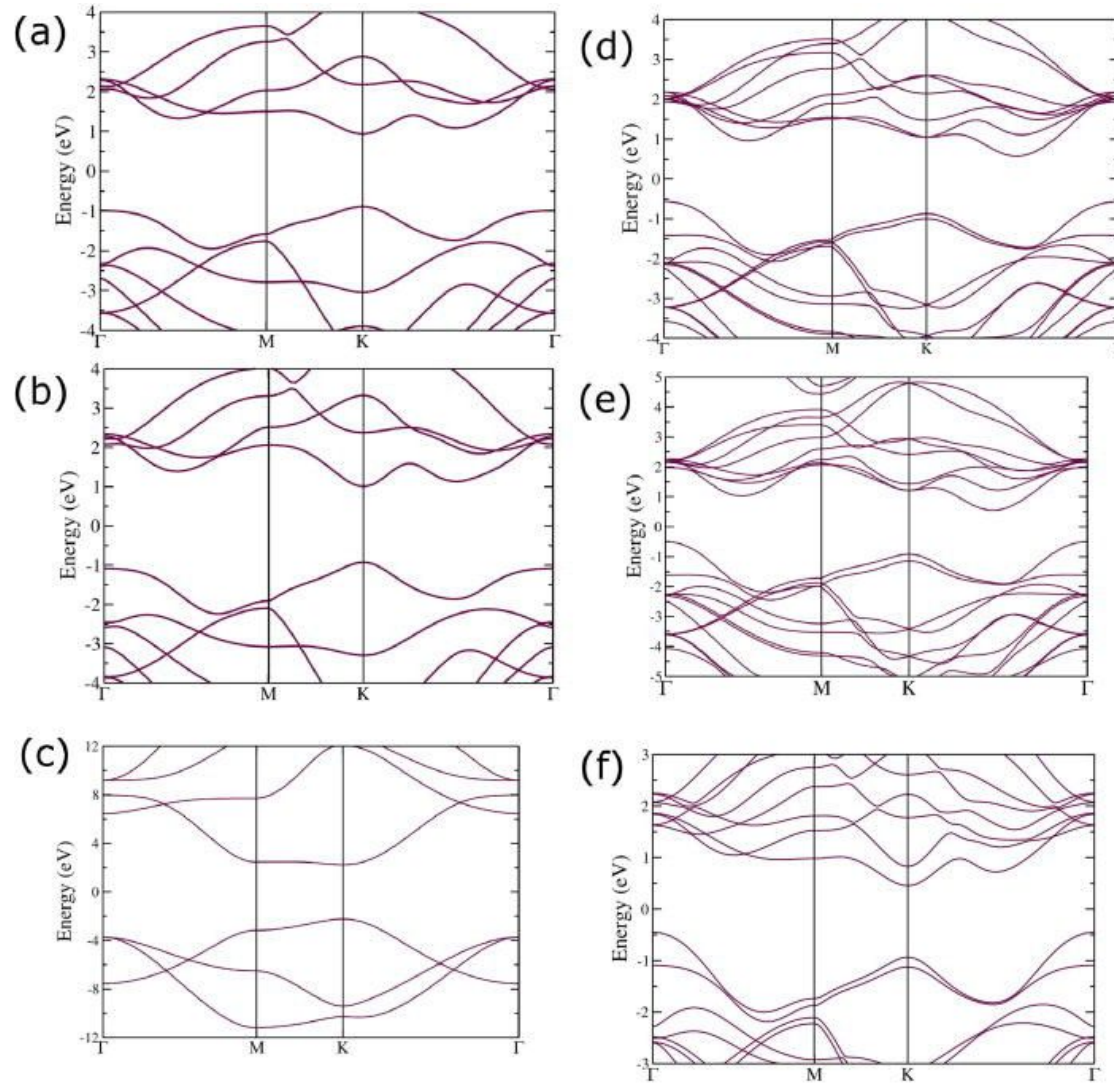 (a)
4
3
2
1
0
-1
-2
-3
-4
Energy (eV)
Γ M K Γ
(b)
4
3
2
1
0
-1
-2
-3
-4
Energy (eV)
Γ M K Γ
(c)
12
8
4
0
-4
-8
-12
Energy (eV)
Γ M K Γ
(d)
4
3
2
1
0
-1
-2
-3
-4
Energy (eV)
Γ M K
(e)
5
4
3
2
1
0
-1
-2
-3
-4
-5
Energy (eV)
Γ M K Γ
(f)
3
2
1
0
-1
-2
-3
Energy (eV)
Γ M K Γ